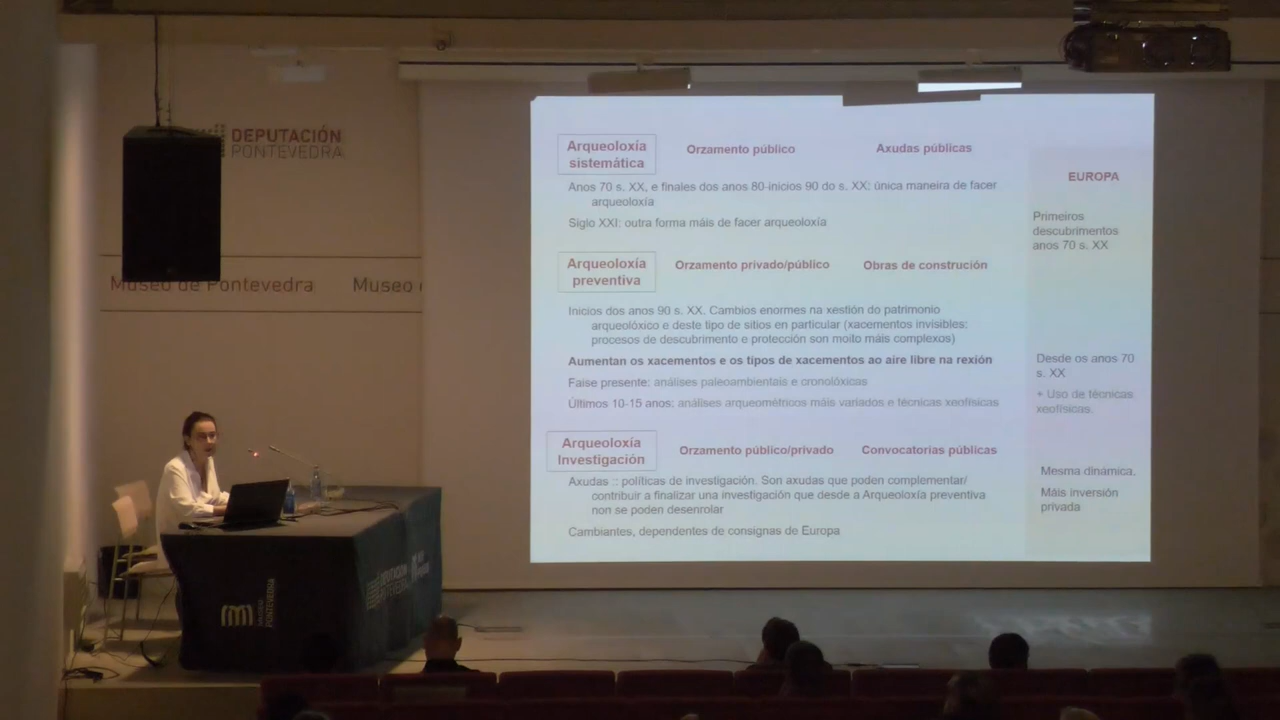 DEPUTACIÓN
PONTEVEDRA
Museo de Pontevedra
Museo
Arqueoloxía
sistemática
Orzamento público
Axudas públicas
Anos 70 s. XX, e finales dos anos 80-inicios 90 do s. XX: única maneira de facer
arqueoloxía
Siglo XXI: outra forma máis de facer arqueoloxía
Arqueoloxía
preventiva
Orzamento privado/público
Obras de construción
Inicios dos anos 90 s. XX. Cambios enormes na xestión do patrimonio
arqueolóxico e deste tipo de sitios en particular (xacementos invisibles:
procesos de descubrimento e protección son moito máis complexos)
Aumentan os xacementos e os tipos de xacementos ao aire libre na rexión
Faise presente: análises paleoambientais e cronolóxicas
Últimos 10-15 anos: análises arqueométricos máis variados e técnicas xeofísicas
Arqueoloxía
Investigación
Orzamento público/privado
Convocatorias públicas
Axudas :: políticas de investigación. Son axudas que poden complementar/
contribuir a finalizar una investigación que desde a Arqueoloxía preventiva
non se poden desenrolar
Cambiantes, dependentes de consignas de Europa
EUROPA
Primeiros
descubrimentos
anos 70 s. XX
Desde os anos 70
s. XX
+ Uso de técnicas
xeofísicas.
Mesma dinámica.
Máis inversión
privada
DEPUTACIÓN
PONTEVEDRA
MUSEO
PONTEVEDRA